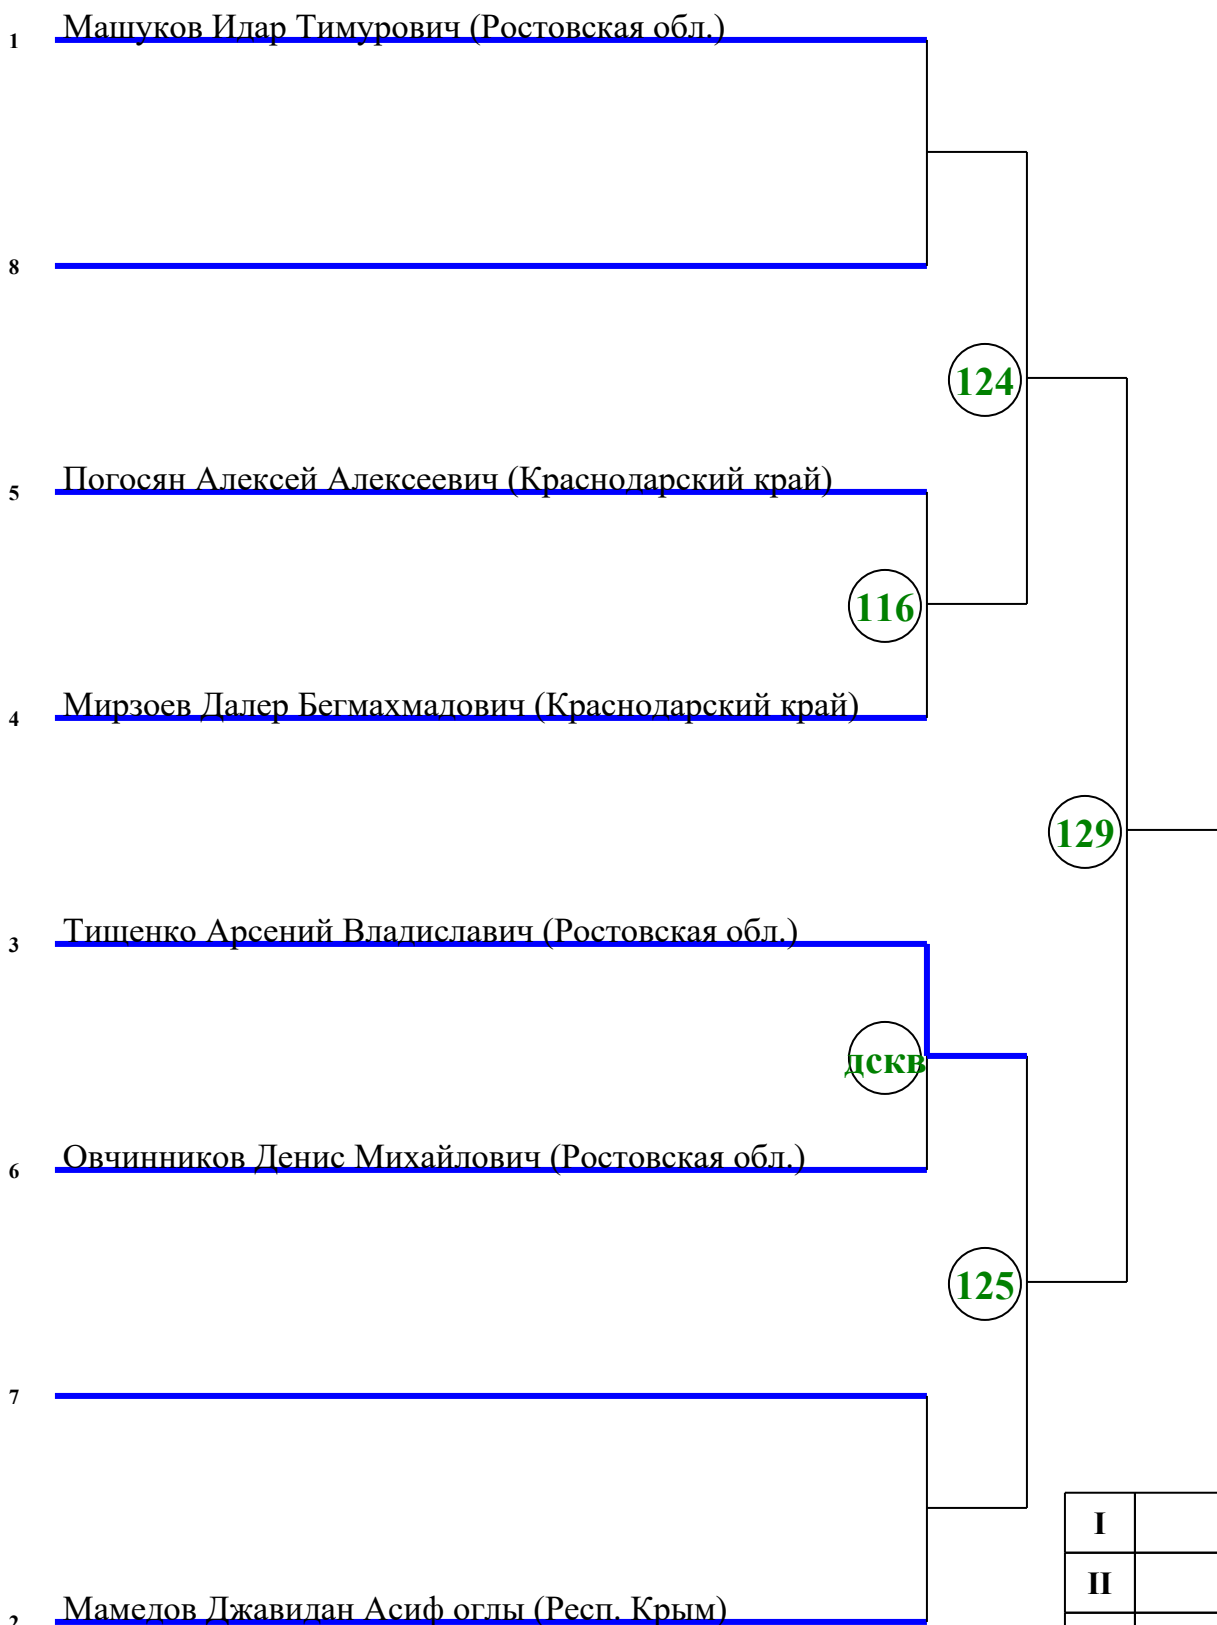 1 Машуков Идар Тимурович (Ростовская обл.)
8
124
5 Погосян Алексей Алексеевич (Краснодарский край)
116
4 Мирзоев Далер Бегмахмадович (Краснодарский край)
129
3 Тищенко Арсений Владиславич (Ростовская обл.)
дскв
6 Овчинников Денис Михайлович (Ростовская обл.)
125
7
I
II
2 Мамедов Джавидан Асиф оглы (Респ. Крым)